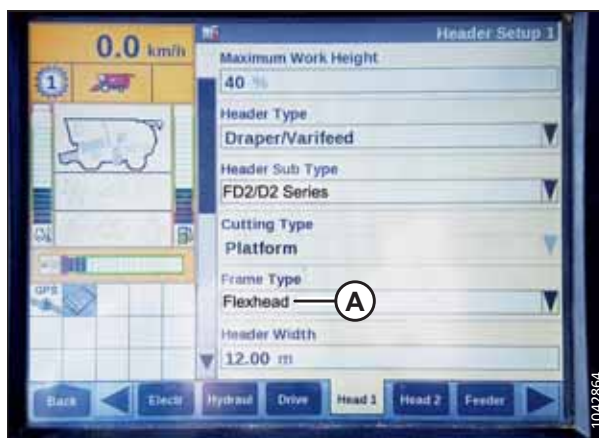 0.0 km/h
Header Setup 1
1
Maximum Work Height
40 %
Header Type
Draper/Varifeed
Header Sub Type
FD2/D2 Series
Cutting Type
Platform
Frame Type
Flexhead
A
Header Width
12.00 m
GPS
Back
Electr
Hydraul
Drive
Head 1
Head 2
Feeder
1042864